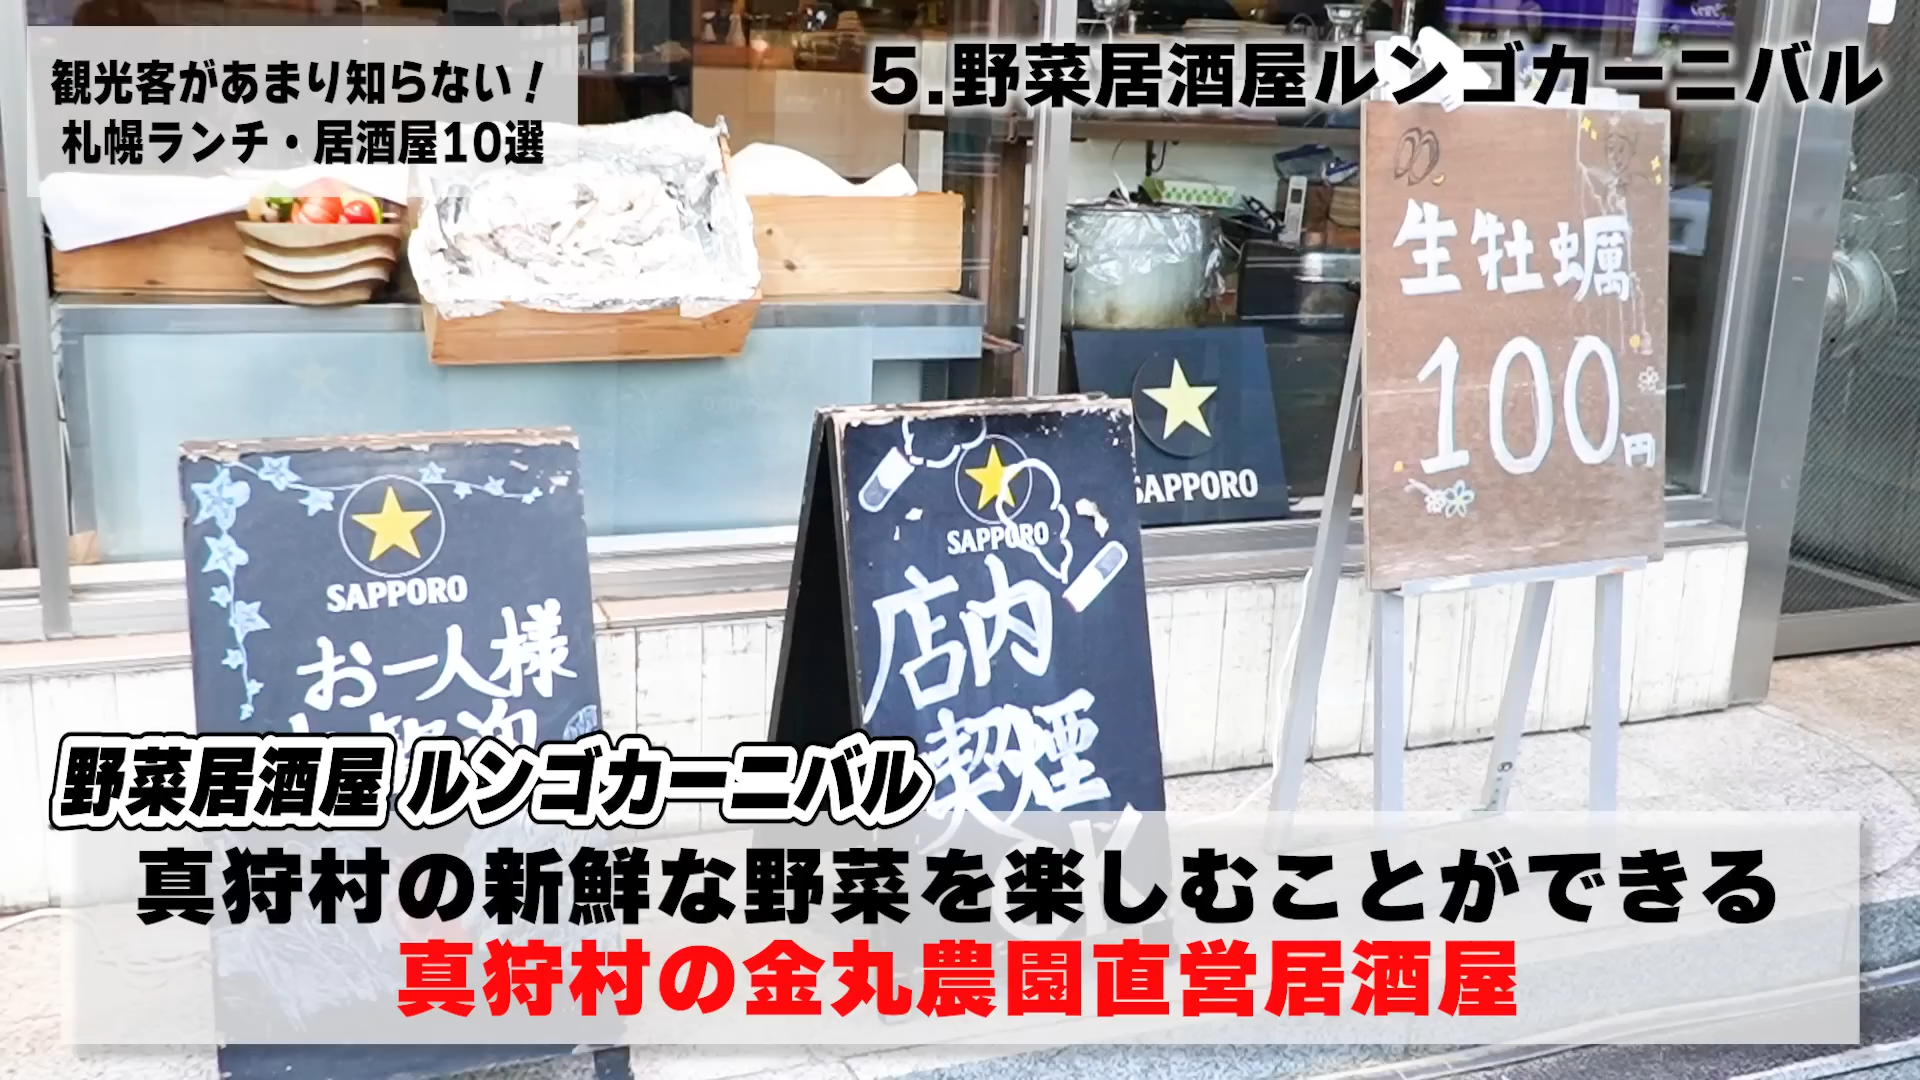 観光客があまり知らない！
札幌ランチ・居酒屋10選
5.野菜居酒屋ルンゴカーニバル
生牡蠣
100円
SAPPORO
SAPPORO
店内
喫煙
OK
SAPPORO
お一人様
野菜居酒屋 ルンゴカーニバル
真狩村の新鮮な野菜を楽しむことができる
真狩村の金丸農園直営居酒屋